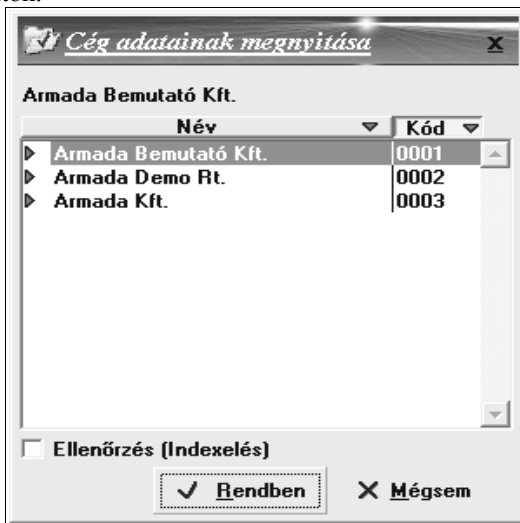 Cég adatainak megnyitása
Armada Bemutató Kft.
Név Kód
Armada Bemutató Kft. 0001
Armada Demo Rt. 0002
Armada Kft. 0003
Ellenőrzés (Indexelés)
Rendben Mégsem